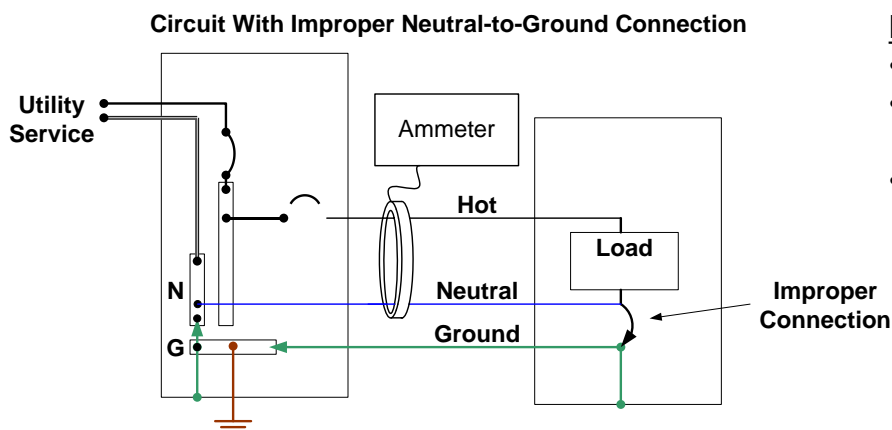 Circuit With Improper Neutral-to-Ground Connection
Utility
Service
Ammeter
Hot
Load
N
Neutral
Improper
Connection
G
Ground